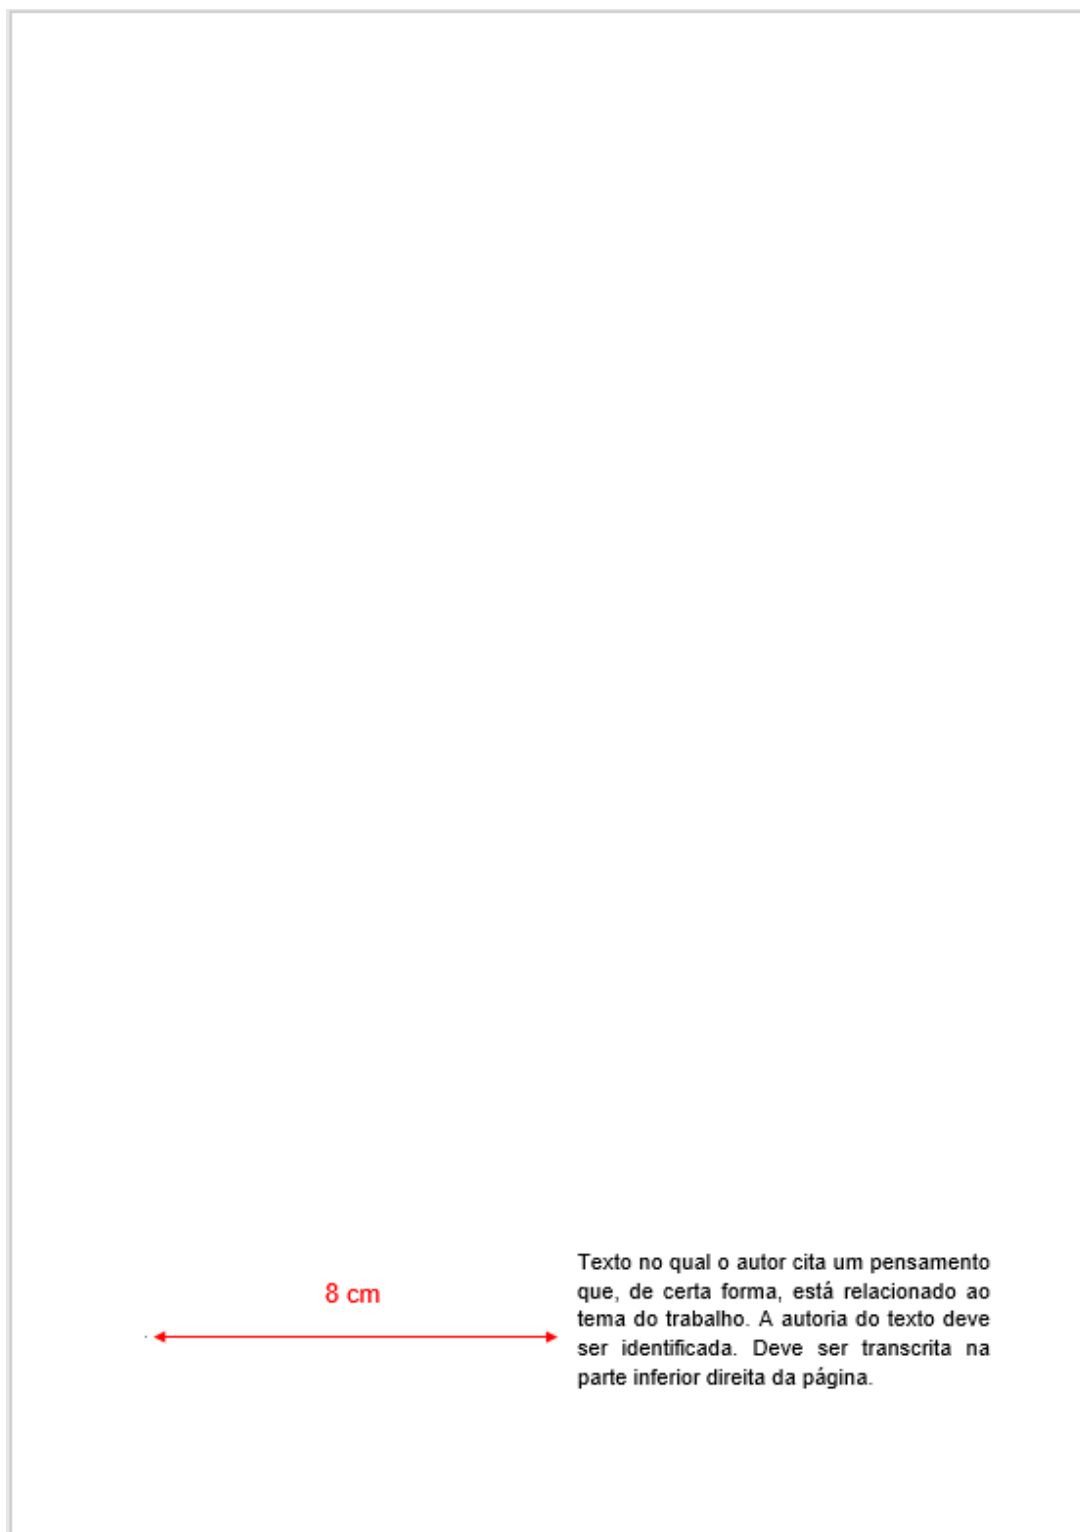 8 cm
Texto no qual o autor cita um pensamento
que, de certa forma, está relacionado ao
tema do trabalho. A autoria do texto deve
ser identificada. Deve ser transcrita na
parte inferior direita da página.